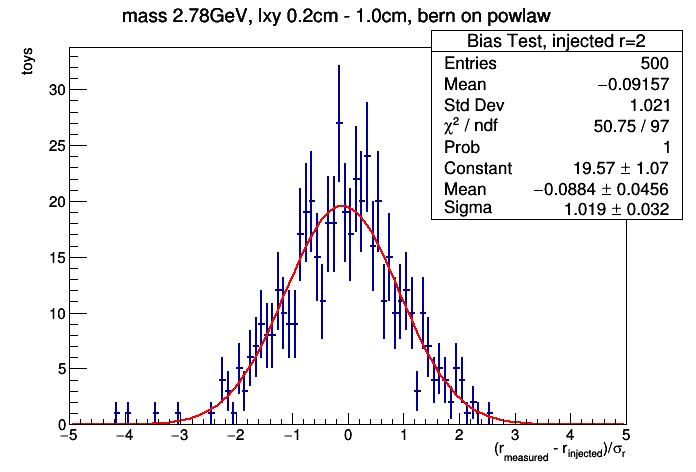 mass 2.78GeV, lxy 0.2cm - 1.0cm, bern on powlaw
Bias Test, injected r=2
Entries 500
Mean −0.09157
Std Dev 1.021
χ² / ndf 50.75 / 97
Prob 1
Constant 19.57 ± 1.07
Mean −0.0884 ± 0.0456
Sigma 1.019 ± 0.032
toys
30
25
20
15
10
5
0
−5 −4 −3 −2 −1 0 1 2 3 4 5
(r_measured - r_injected)/σ_r